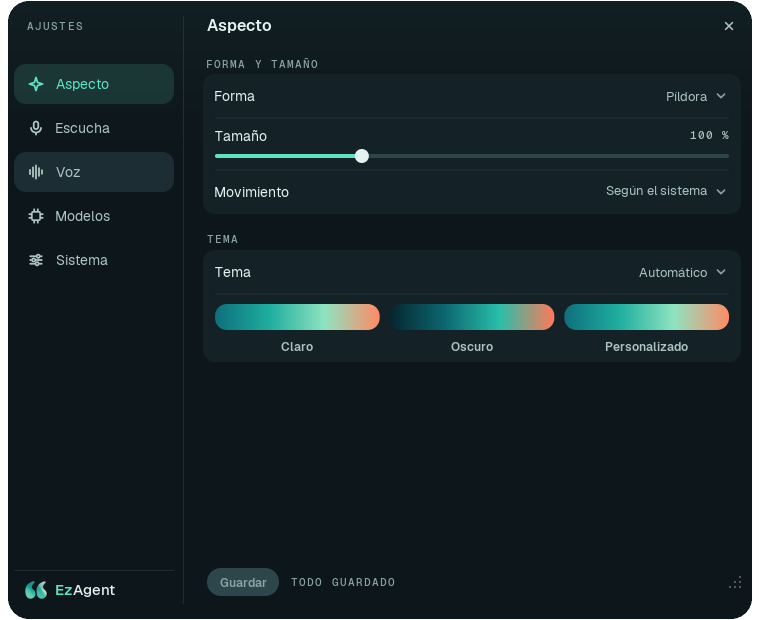 AJUSTES
Aspecto
Escucha
Voz
Modelos
Sistema
EzAgent
Aspecto
FORMA Y TAMAÑO
Forma
Píldora
Tamaño
100 %
Movimiento
Según el sistema
TEMA
Tema
Automático
Claro
Oscuro
Personalizado
Guardar
TODO GUARDADO